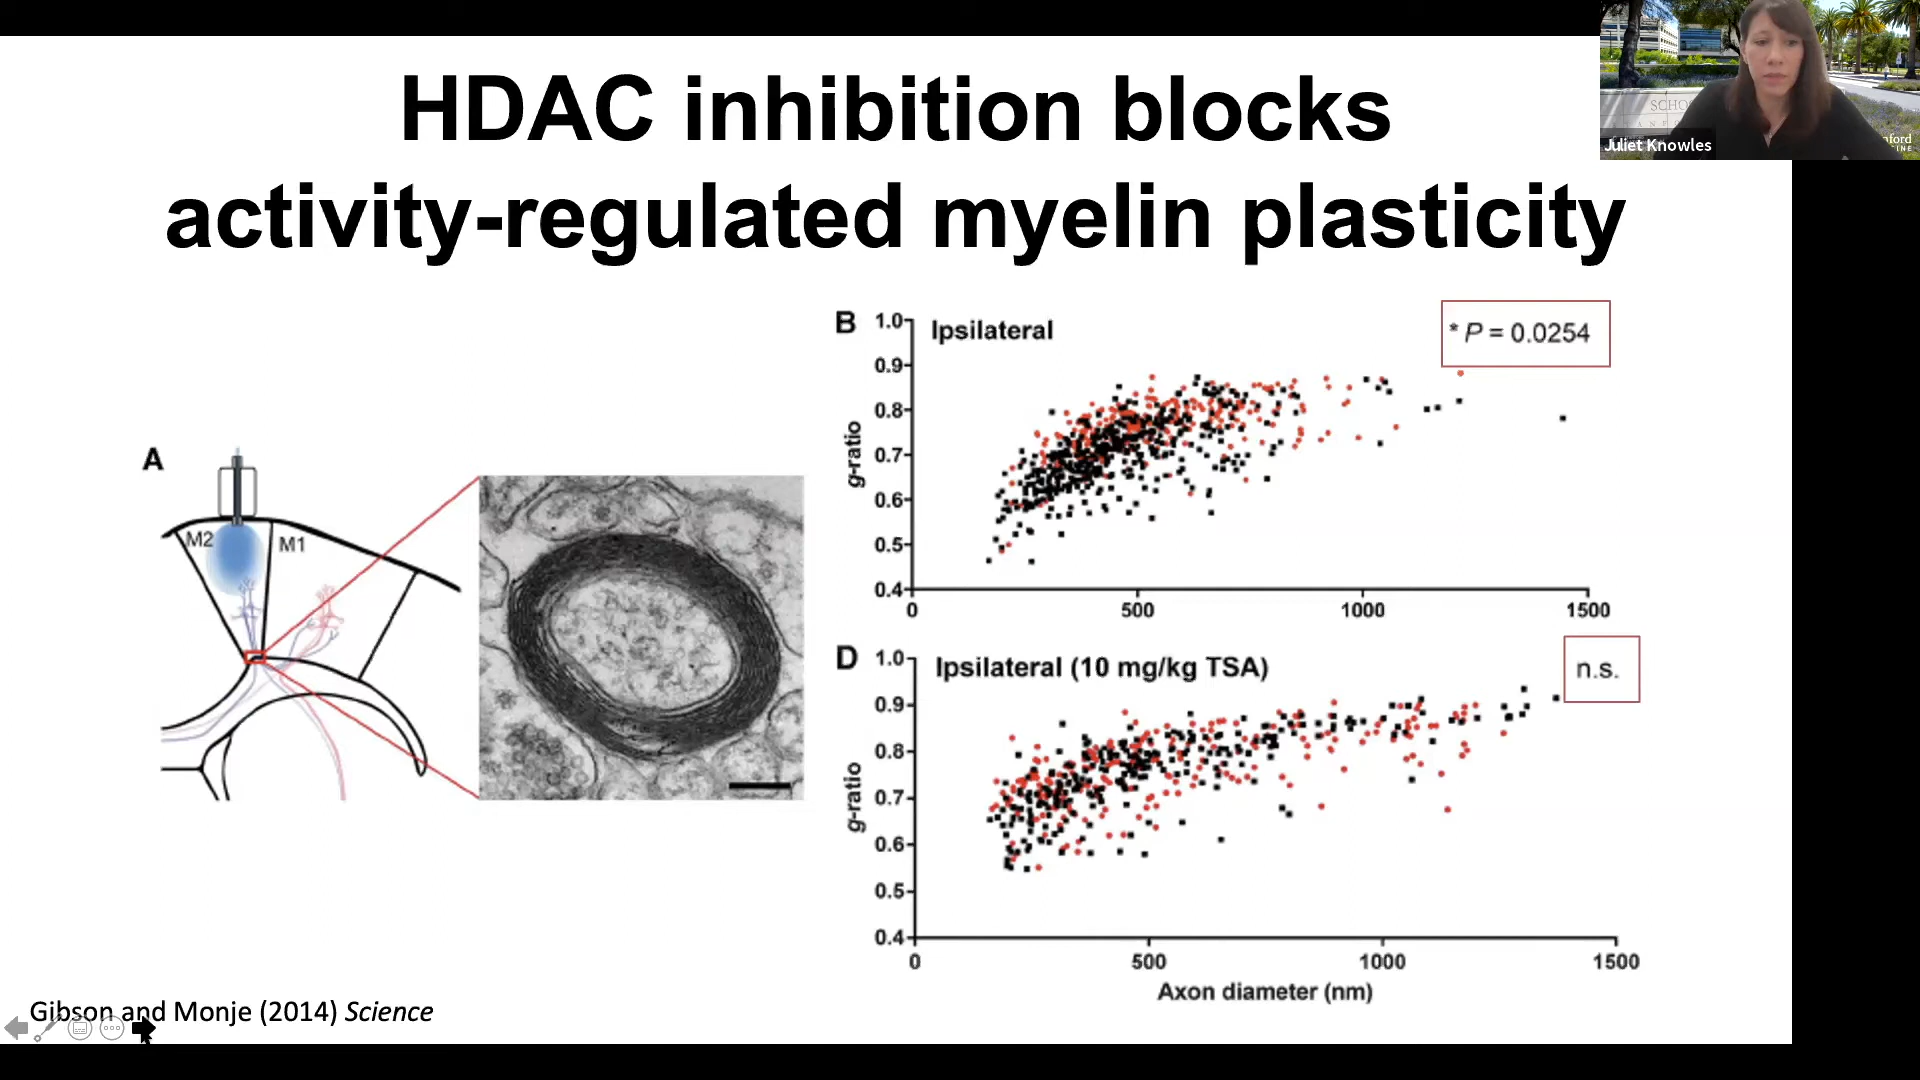 HDAC inhibition blocks
activity-regulated myelin plasticity
Juliet Knowles
A
M2
M1
B
Ipsilateral
* P = 0.0254
g-ratio
1.0
0.9
0.8
0.7
0.6
0.5
0.4
0
500
1000
1500
D
Ipsilateral (10 mg/kg TSA)
n.s.
g-ratio
1.0
0.9
0.8
0.7
0.6
0.5
0.4
0
500
1000
1500
Axon diameter (nm)
Gibson and Monje (2014) Science